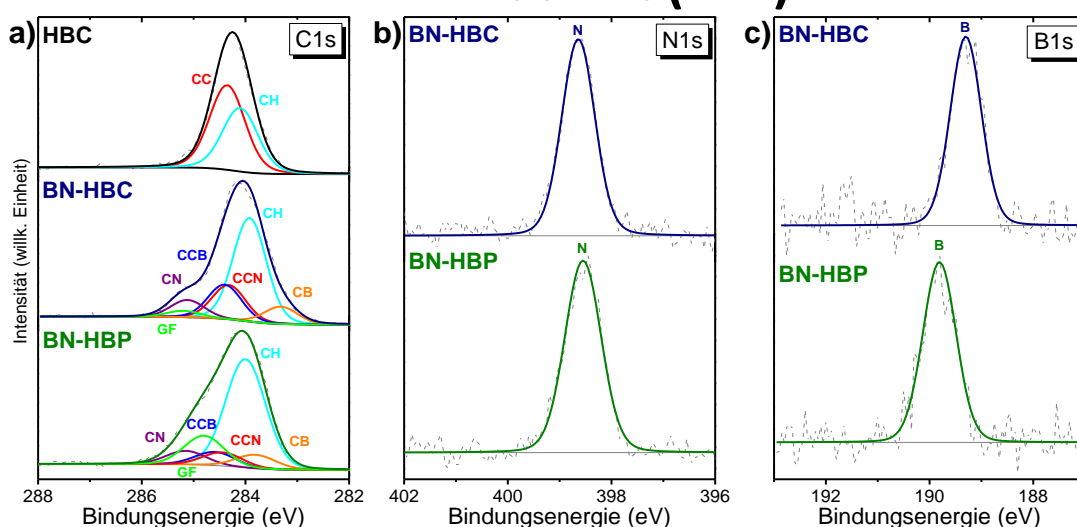 a) HBC C1s
CC
CH
BN-HBC
CH
CCB
CN
CCN
CB
GF
BN-HBP
CH
CCB
CN
CCN
CB
GF
288 286 284 282
Bindungsenergie (eV)
Intensität (willk. Einheit)
b) BN-HBC N N1s
BN-HBP
N
402 400 398 396
Bindungsenergie (eV)
c) BN-HBC B B1s
BN-HBP B
192 190 188
Bindungsenergie (eV)